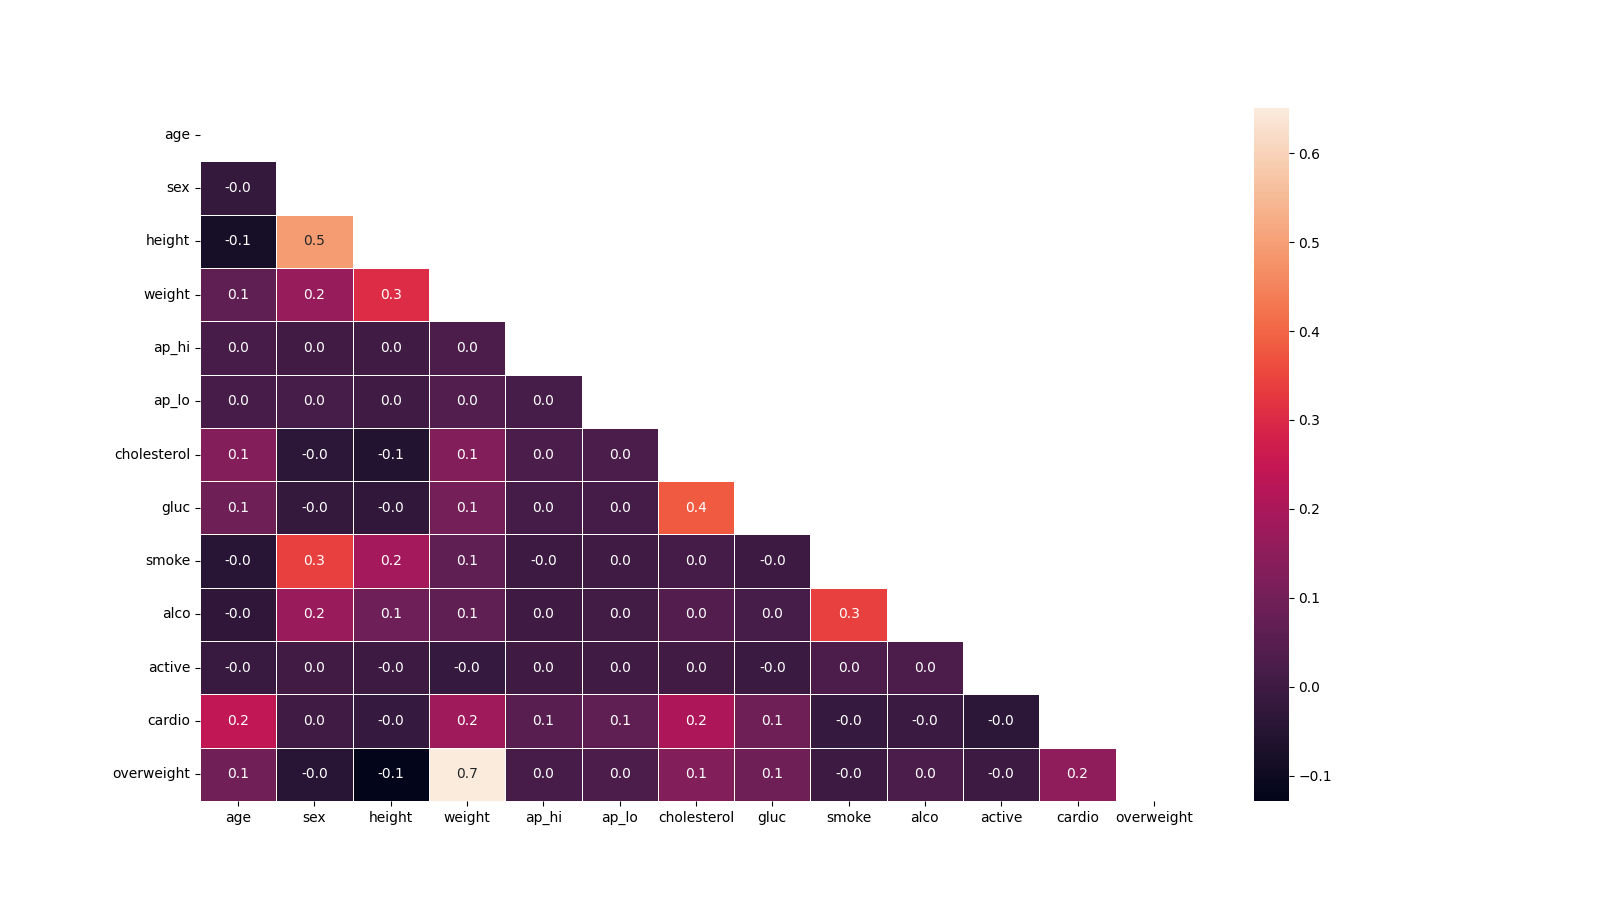 age
sex -0.0
height -0.1 0.5
weight 0.1 0.2 0.3
ap_hi 0.0 0.0 0.0 0.0
ap_lo 0.0 0.0 0.0 0.0 0.0
cholesterol 0.1 -0.0 -0.1 0.1 0.0 0.0
gluc 0.1 -0.0 -0.0 0.1 0.0 0.0 0.4
smoke -0.0 0.3 0.2 0.1 -0.0 0.0 0.0 -0.0
alco -0.0 0.2 0.1 0.1 0.0 0.0 0.0 0.0 0.3
active -0.0 0.0 -0.0 -0.0 0.0 0.0 0.0 -0.0 0.0 0.0
cardio 0.2 0.0 -0.0 0.2 0.1 0.1 0.2 0.1 -0.0 -0.0 -0.0
overweight 0.1 -0.0 -0.1 0.7 0.0 0.0 0.1 0.1 -0.0 0.0 -0.0 0.2
age sex height weight ap_hi ap_lo cholesterol gluc smoke alco active cardio overweight
0.6
0.5
0.4
0.3
0.2
0.1
0.0
−0.1